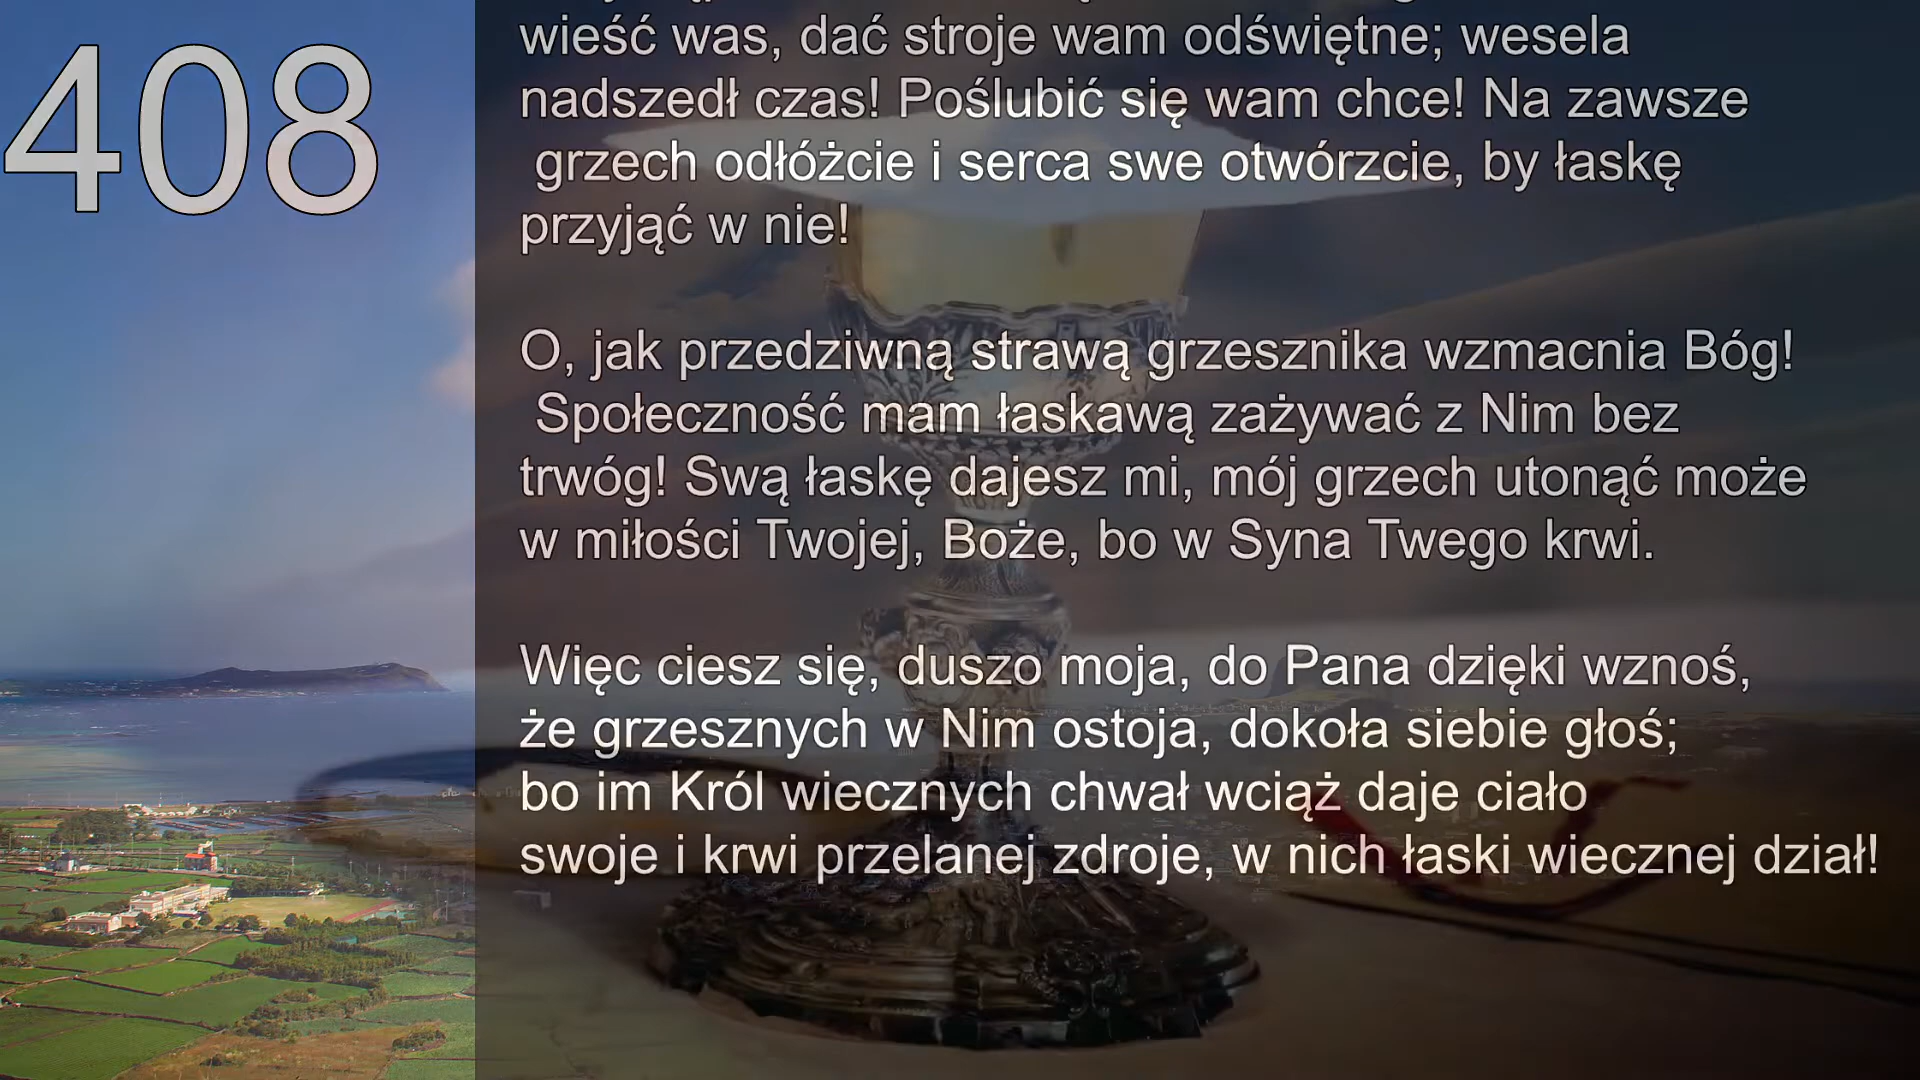 408
wieść was, dać stroje wam odświętne; wesela
nadszedł czas! Poślubić się wam chce! Na zawsze
grzech odłóżcie i serca swe otwórzcie, by łaskę
przyjąć w nie!
O, jak przedziwną strawą grzesznika wzmacnia Bóg!
Społeczność mam łaskawą zażywać z Nim bez
trwóg! Swą łaskę dajesz mi, mój grzech utonąć może
w miłości Twojej, Boże, bo w Syna Twego krwi.
Więc ciesz się, duszo moja, do Pana dzięki wznoś,
że grzesznych w Nim ostoja, dokoła siebie głoś;
bo im Król wiecznych chwał wciąż daje ciało
swoje i krwi przelanej zdroje, w nich łaski wiecznej dział!